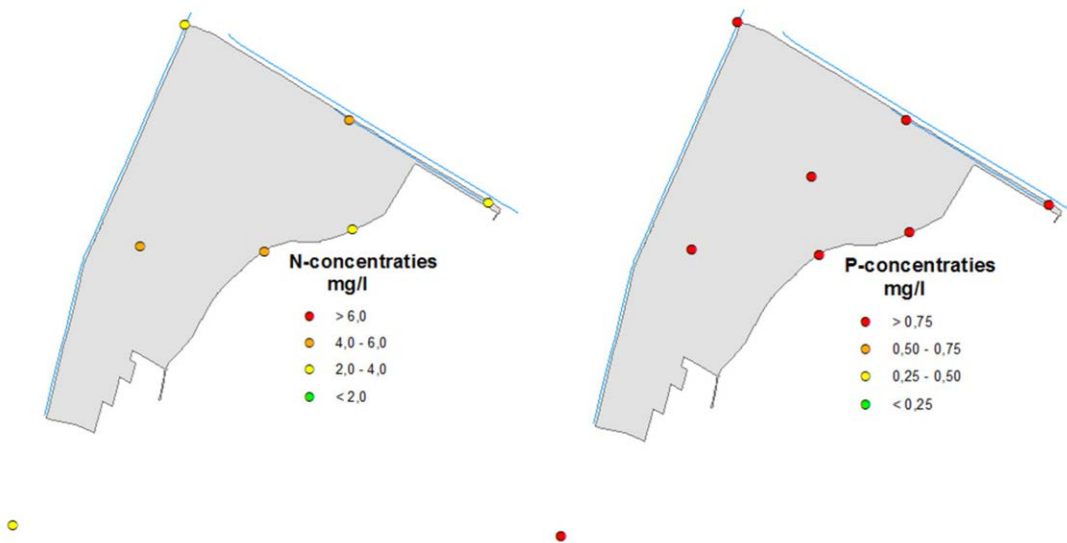 N-concentraties
mg/l
> 6,0
4,0 - 6,0
2,0 - 4,0
< 2,0
P-concentraties
mg/l
> 0,75
0,50 - 0,75
0,25 - 0,50
< 0,25